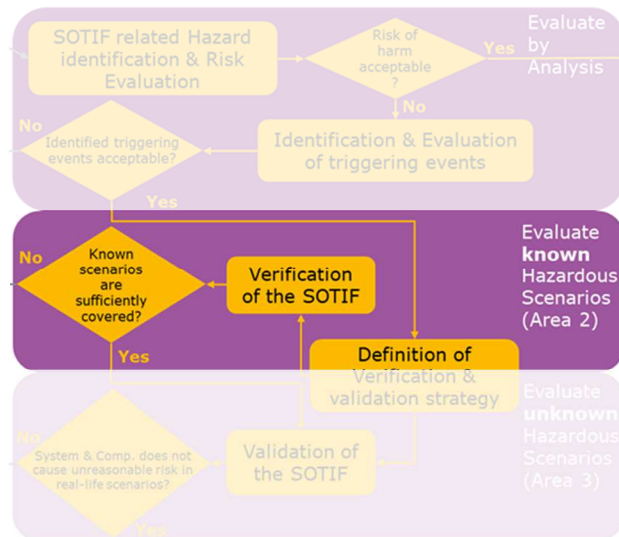 SOTIF related Hazard
identification & Risk
Evaluation
Risk of
harm
acceptable
?
Yes
Evaluate
by
Analysis
No
No
Identified triggering
events acceptable?
Identification & Evaluation
of triggering events
Yes
No
Known
scenarios
are
sufficiently
covered?
Verification
of the SOTIF
Evaluate
known
Hazardous
Scenarios
(Area 2)
Yes
Definition of
Verification &
validation strategy
No
System & Comp. does not
cause unreasonable risk in
real-life scenarios?
Validation of
the SOTIF
Evaluate
unknown
Hazardous
Scenarios
(Area 3)
Yes